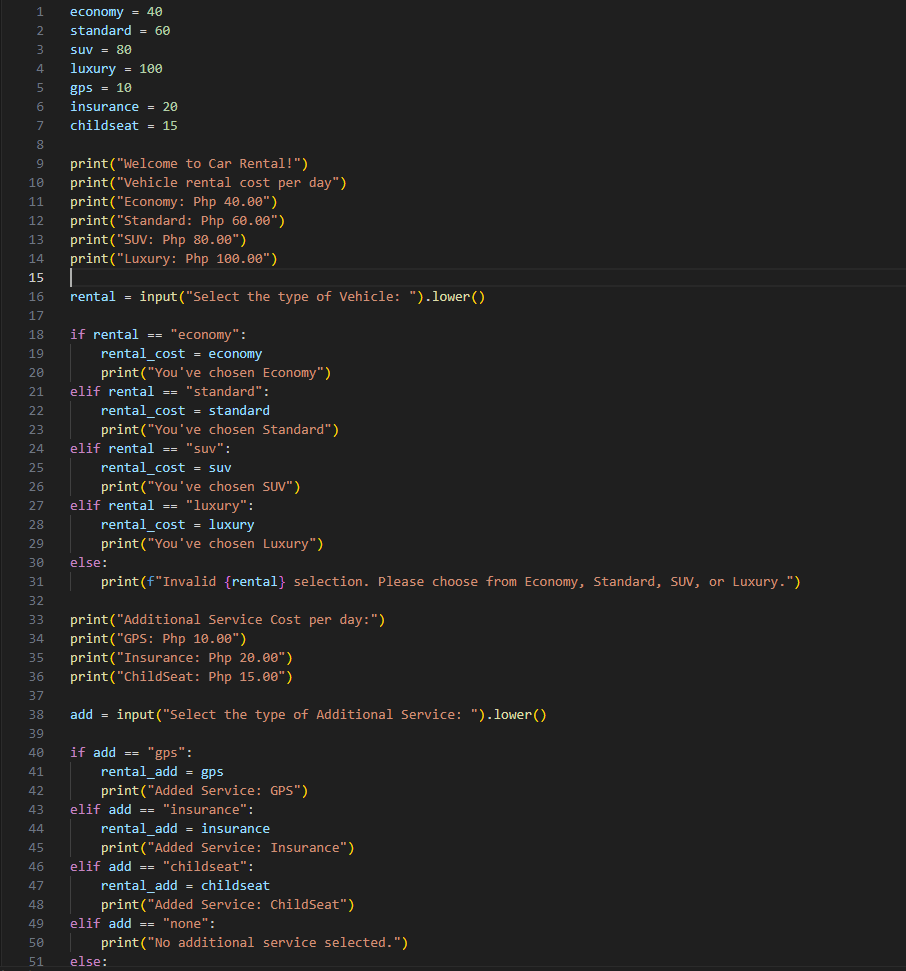 1 economy = 40
2 standard = 60
3 suv = 80
4 luxury = 100
5 gps = 10
6 insurance = 20
7 childseat = 15
8
9 print("Welcome to Car Rental!")
10 print("Vehicle rental cost per day")
11 print("Economy: Php 40.00")
12 print("Standard: Php 60.00")
13 print("SUV: Php 80.00")
14 print("Luxury: Php 100.00")
15
16 rental = input("Select the type of Vehicle: ").lower()
17
18 if rental == "economy":
19     rental_cost = economy
20     print("You've chosen Economy")
21 elif rental == "standard":
22     rental_cost = standard
23     print("You've chosen Standard")
24 elif rental == "suv":
25     rental_cost = suv
26     print("You've chosen SUV")
27 elif rental == "luxury":
28     rental_cost = luxury
29     print("You've chosen Luxury")
30 else:
31     print(f"Invalid {rental} selection. Please choose from Economy, Standard, SUV, or Luxury.")
32
33 print("Additional Service Cost per day:")
34 print("GPS: Php 10.00")
35 print("Insurance: Php 20.00")
36 print("ChildSeat: Php 15.00")
37
38 add = input("Select the type of Additional Service: ").lower()
39
40 if add == "gps":
41     rental_add = gps
42     print("Added Service: GPS")
43 elif add == "insurance":
44     rental_add = insurance
45     print("Added Service: Insurance")
46 elif add == "childseat":
47     rental_add = childseat
48     print("Added Service: ChildSeat")
49 elif add == "none":
50     print("No additional service selected.")
51 else: